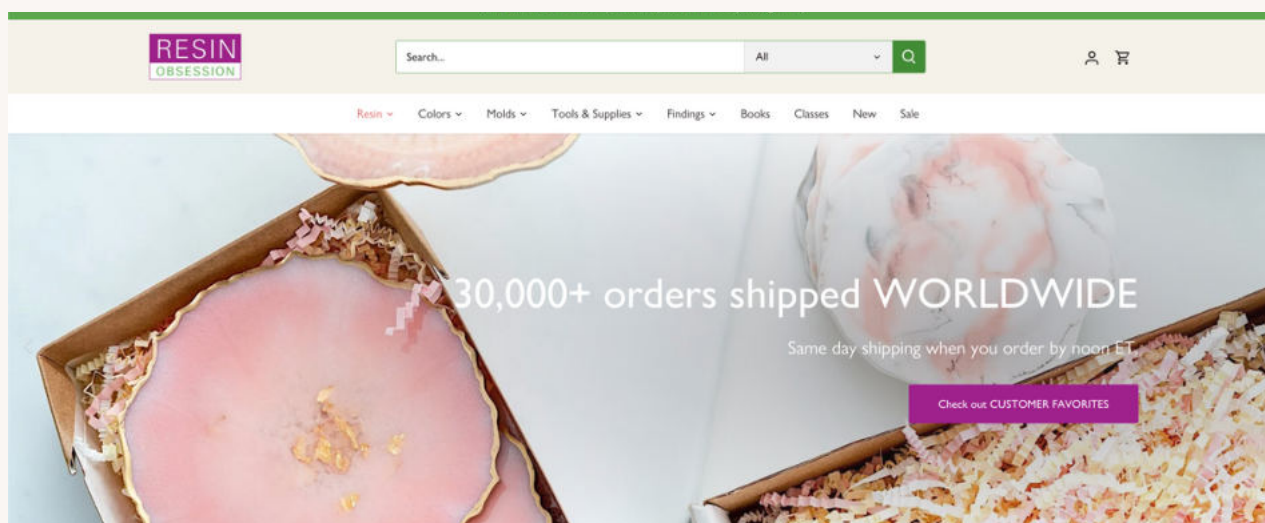 RESIN
OBSESSION
Search...
All
Resin
Colors
Molds
Tools & Supplies
Findings
Books
Classes
New
Sale
30,000+ orders shipped WORLDWIDE
Same day shipping when you order by noon ET.
Check out CUSTOMER FAVORITES